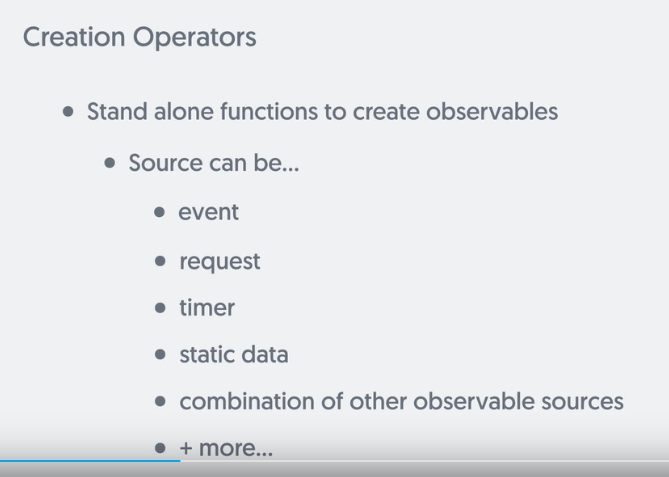 Creation Operators
• Stand alone functions to create observables
• Source can be...
• event
• request
• timer
• static data
• combination of other observable sources
• + more...